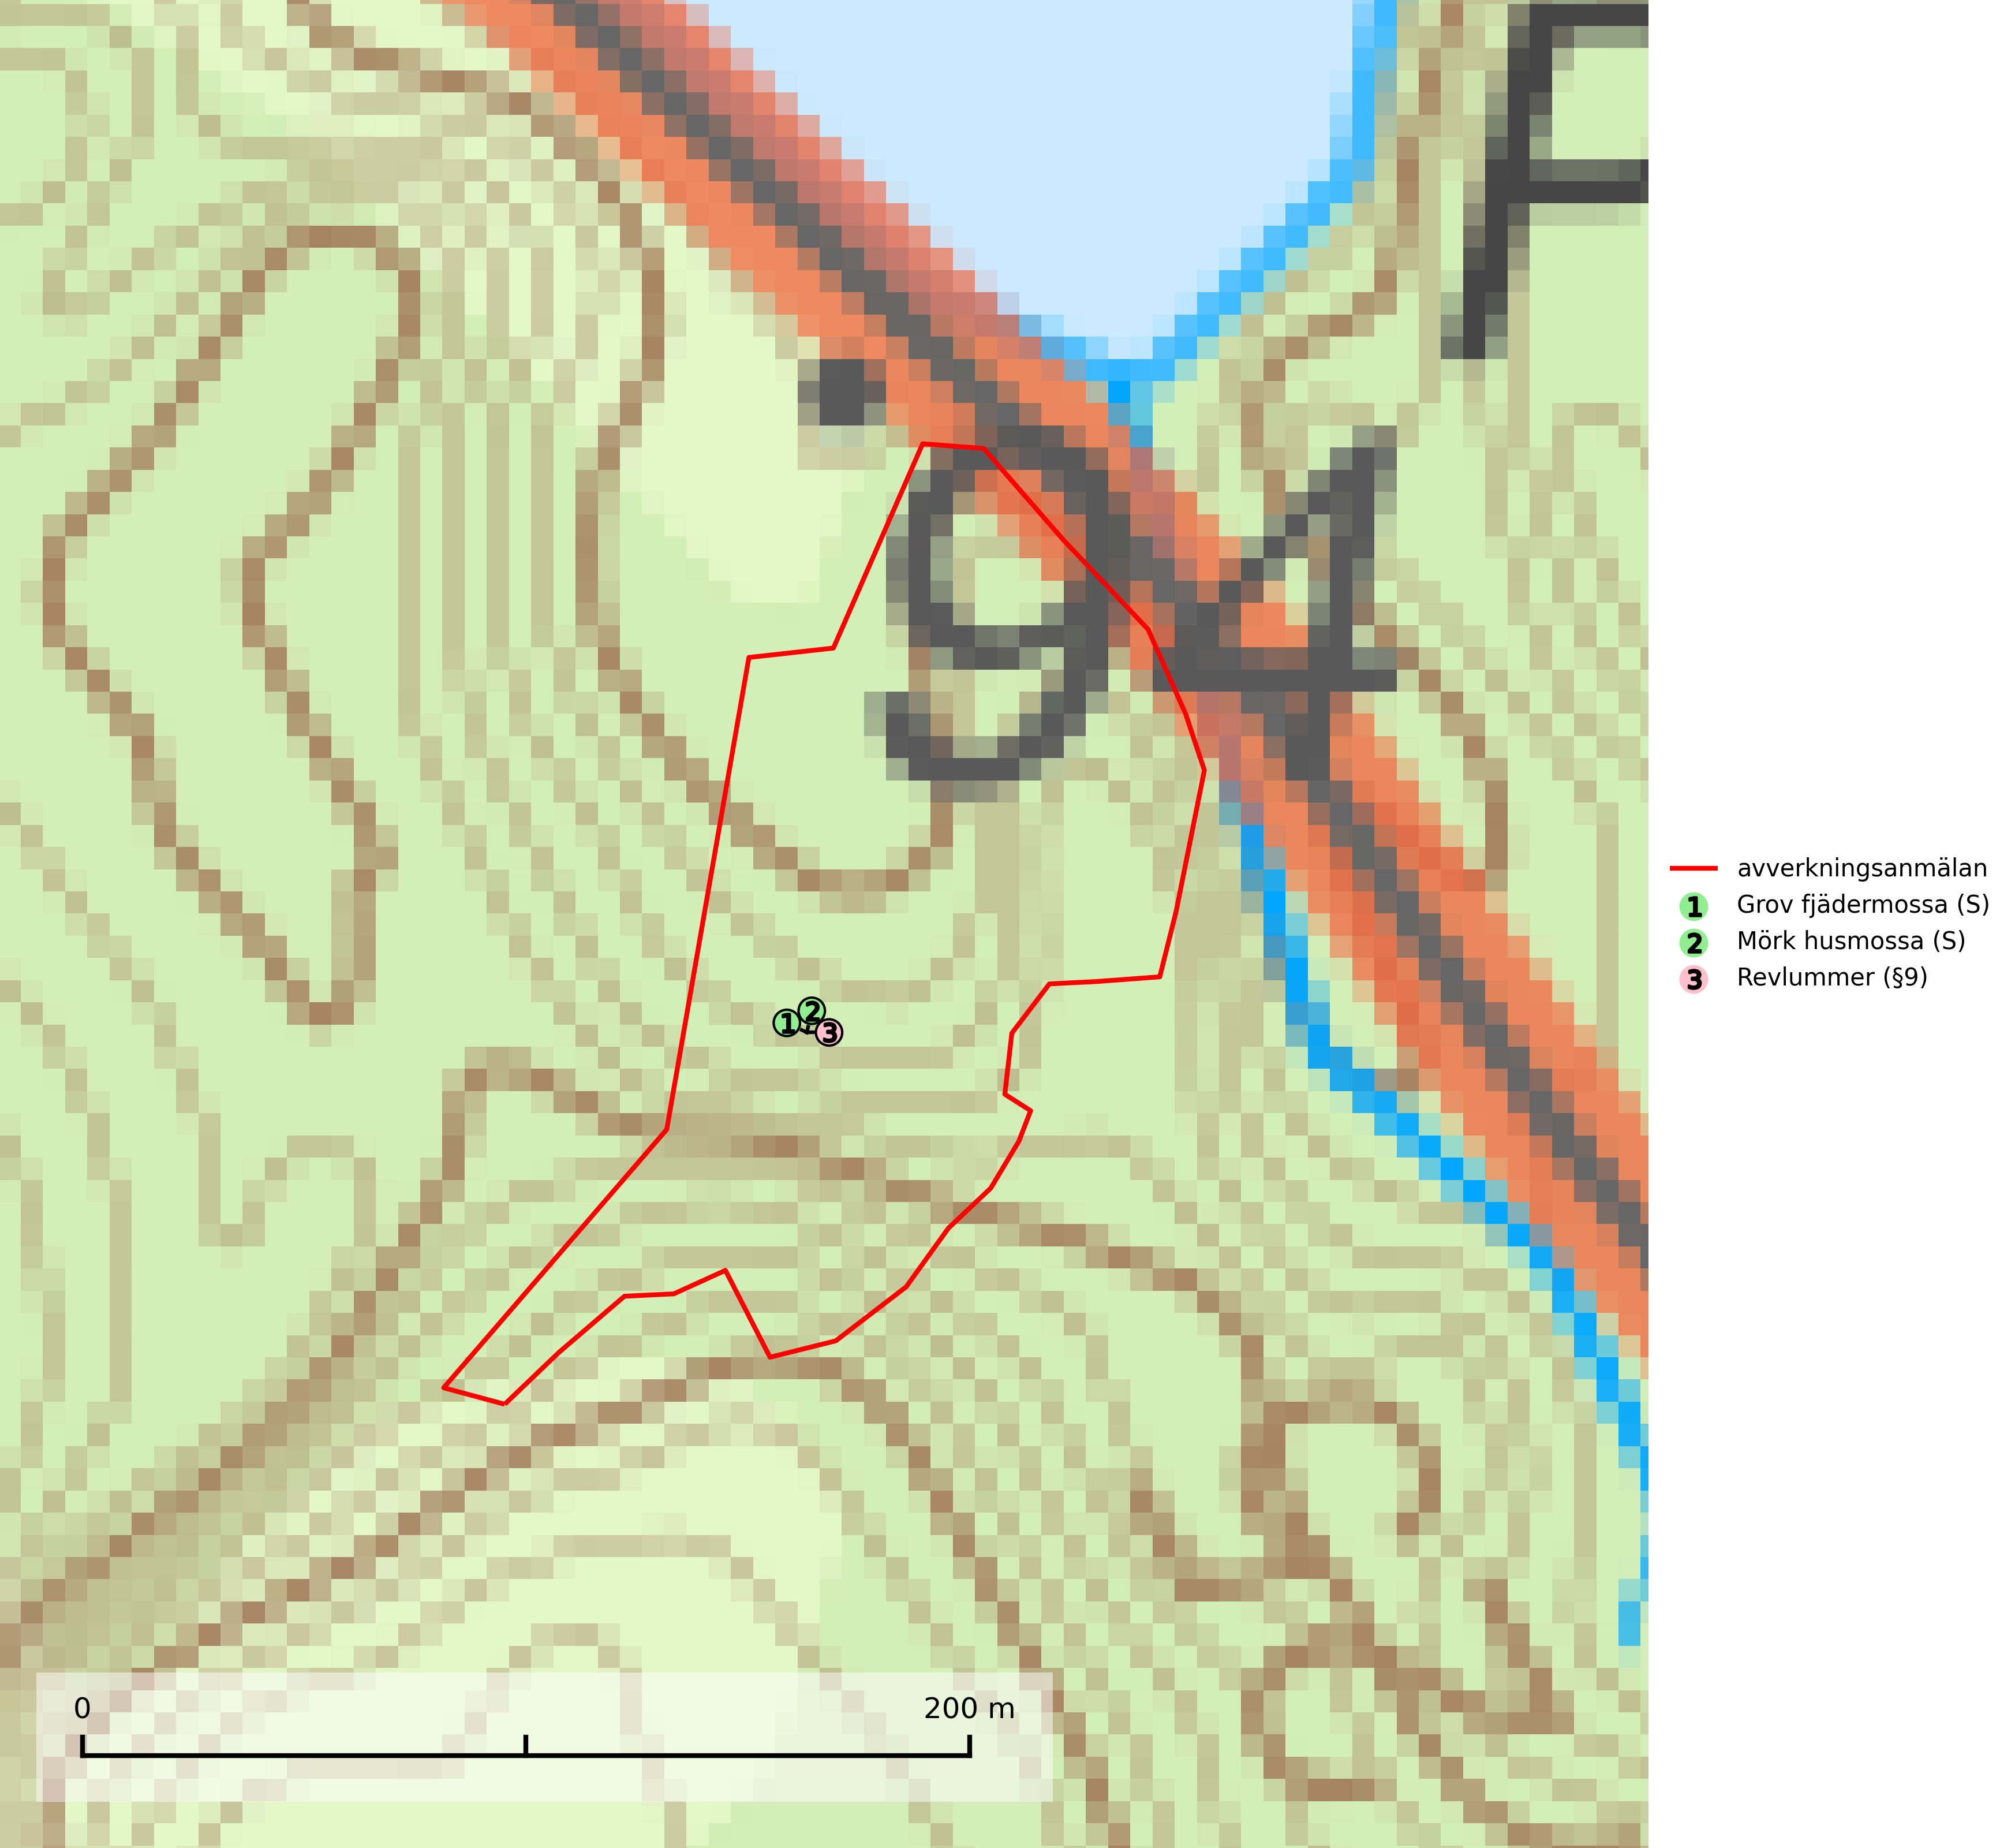 94
avverkningsanmälan
1 Grov fjädermossa (S)
2 Mörk husmossa (S)
3 Revlummer (§9)
1 2 3
0 200 m